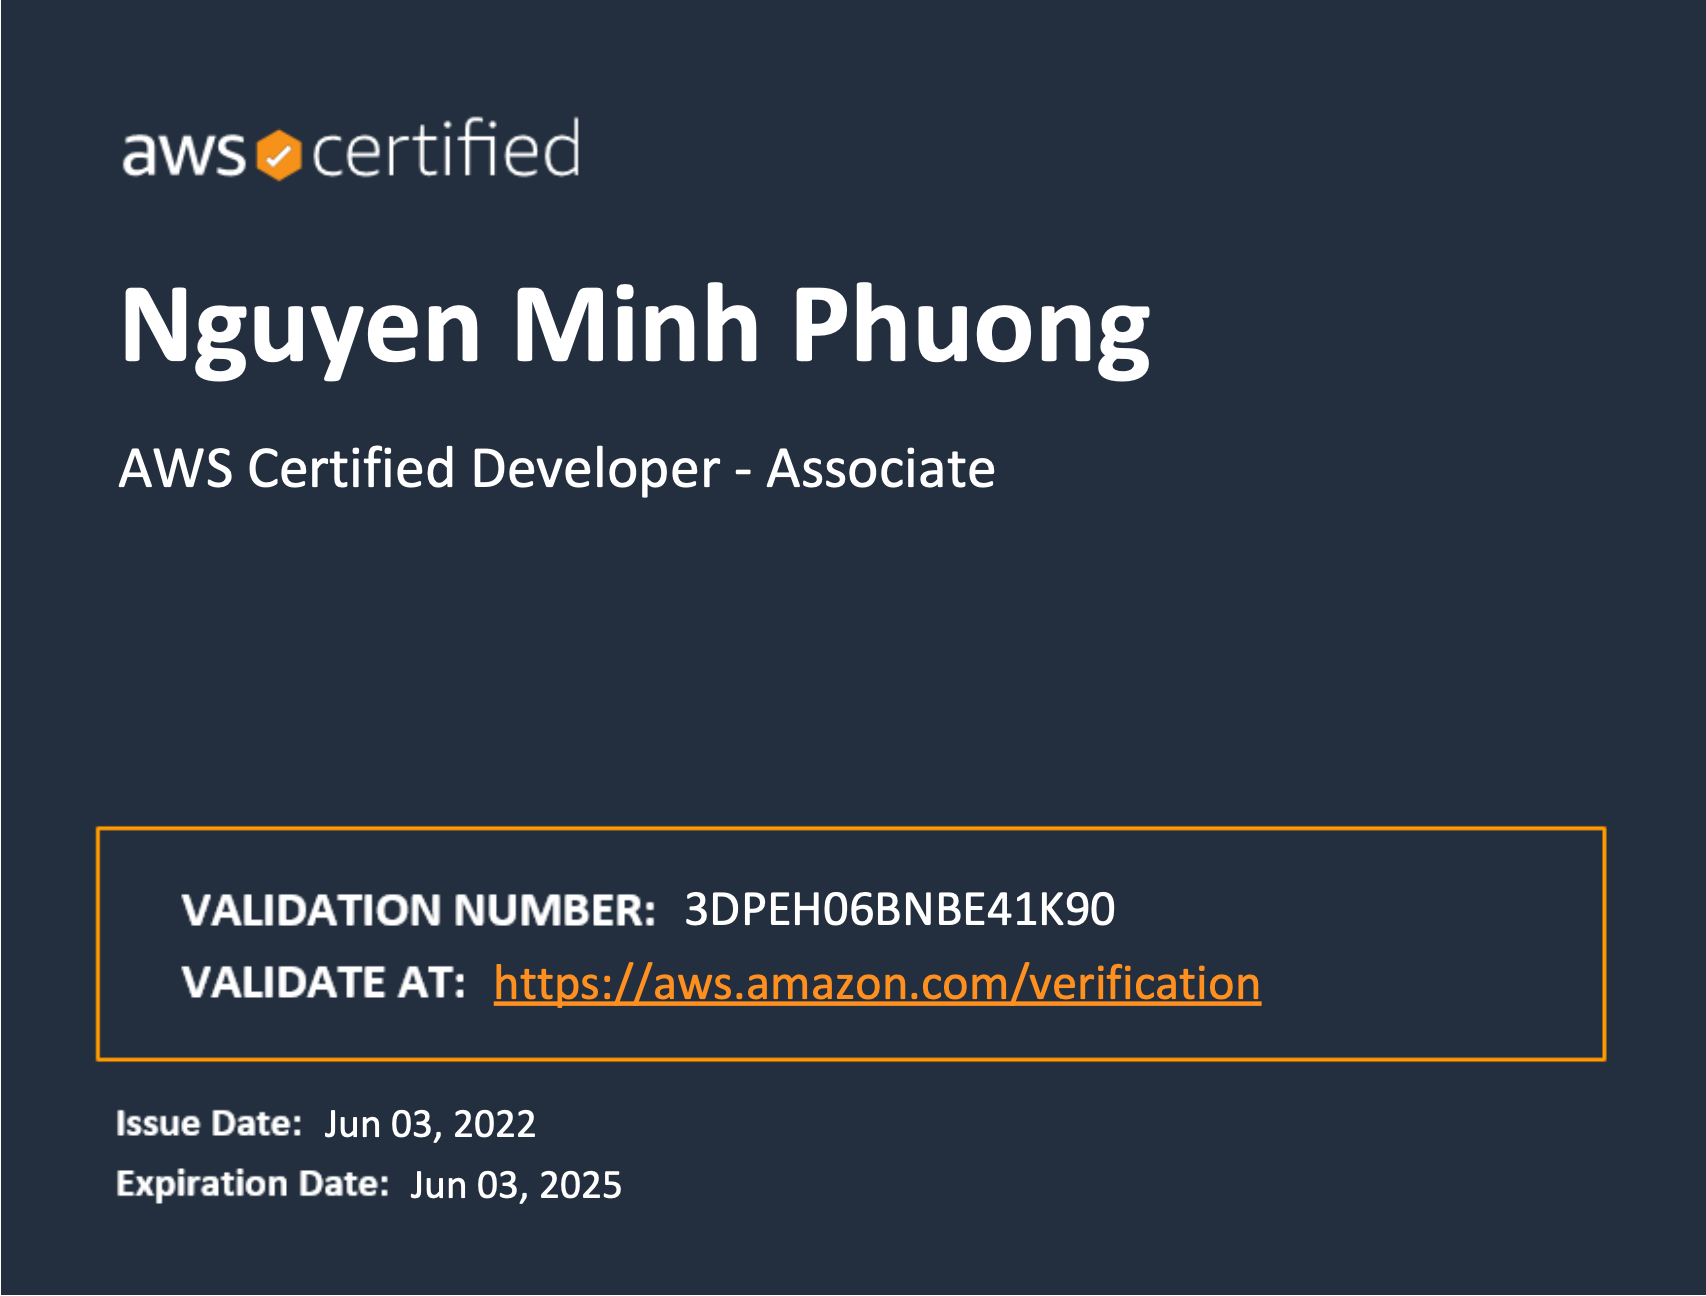 aws certified
Nguyen Minh Phuong
AWS Certified Developer - Associate
VALIDATION NUMBER: 3DPEH06BNBE41K90
VALIDATE AT: https://aws.amazon.com/verification
Issue Date: Jun 03, 2022
Expiration Date: Jun 03, 2025